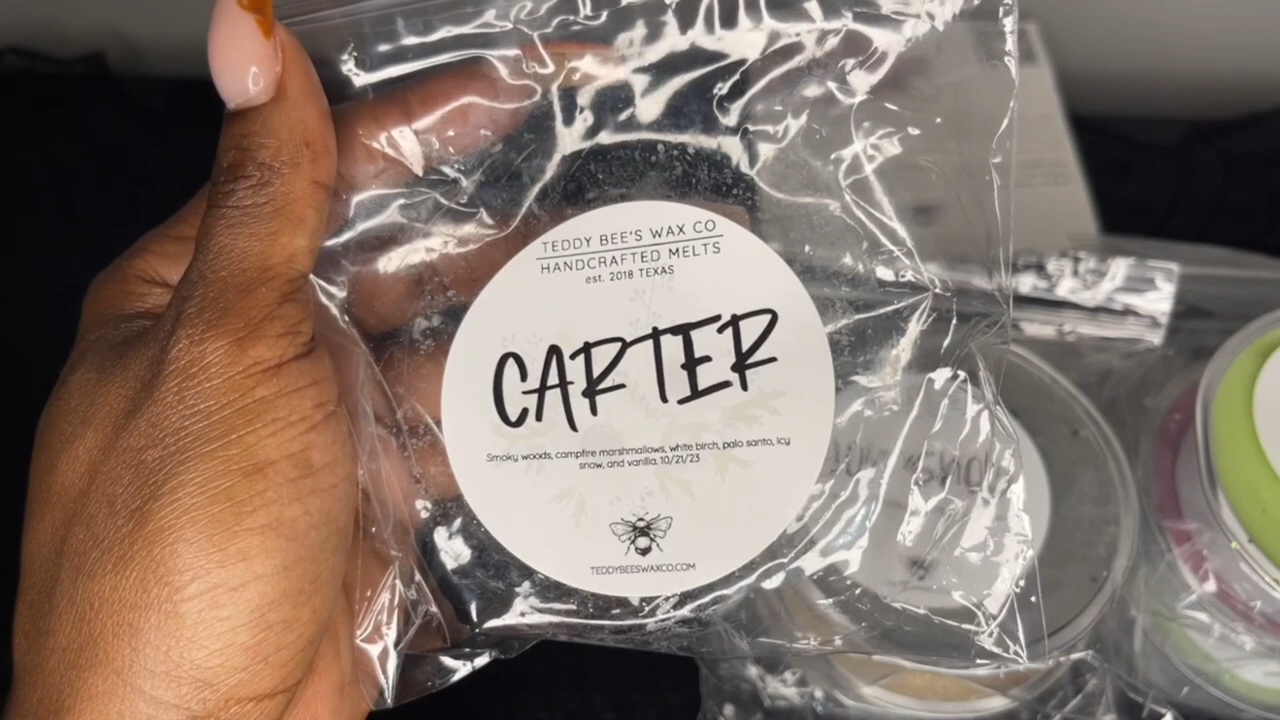 TEDDY BEE'S WAX CO
HANDCRAFTED MELTS
est. 2018 TEXAS
CARTER
Smoky woods, campfire marshmallows, white birch, palo santo, icy
snow, and vanilla. 10/21/23
TEDDYBEESWAXCO.COM